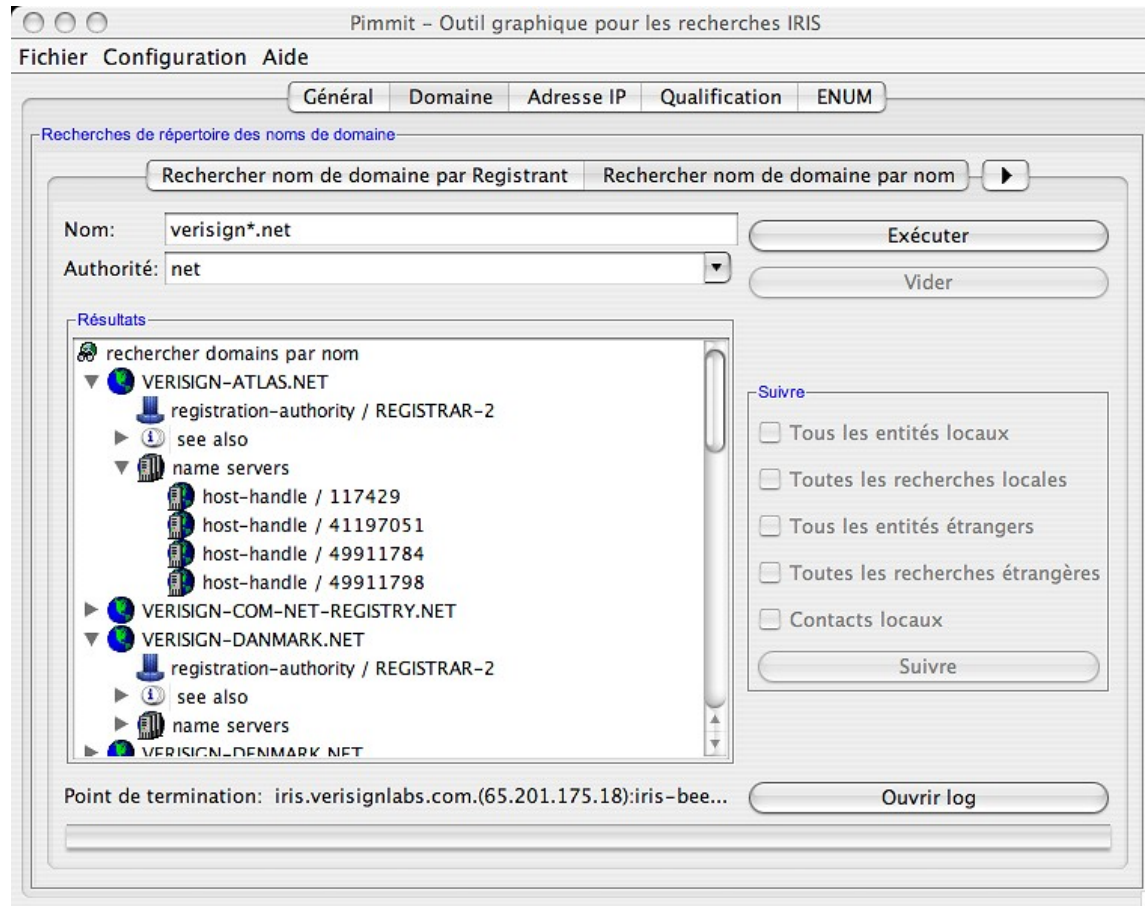 Pimmit – Outil graphique pour les recherches IRIS
Fichier Configuration Aide
Général Domaine Adresse IP Qualification ENUM
Recherches de répertoire des noms de domaine
Rechercher nom de domaine par Registrant Rechercher nom de domaine par nom
Nom: verisign*.net
Exécuter
Authorité: net
Vider
Résultats
rechercher domains par nom
VERISIGN-ATLAS.NET
registration-authority / REGISTRAR-2
see also
name servers
host-handle / 117429
host-handle / 41197051
host-handle / 49911784
host-handle / 49911798
VERISIGN-COM-NET-REGISTRY.NET
VERISIGN-DANMARK.NET
registration-authority / REGISTRAR-2
see also
name servers
VERISIGN-DENMARK.NET
Suivre
Tous les entités locaux
Toutes les recherches locales
Tous les entités étrangers
Toutes les recherches étrangères
Contacts locaux
Suivre
Point de termination: iris.verisignlabs.com.(65.201.175.18):iris-bee...
Ouvrir log